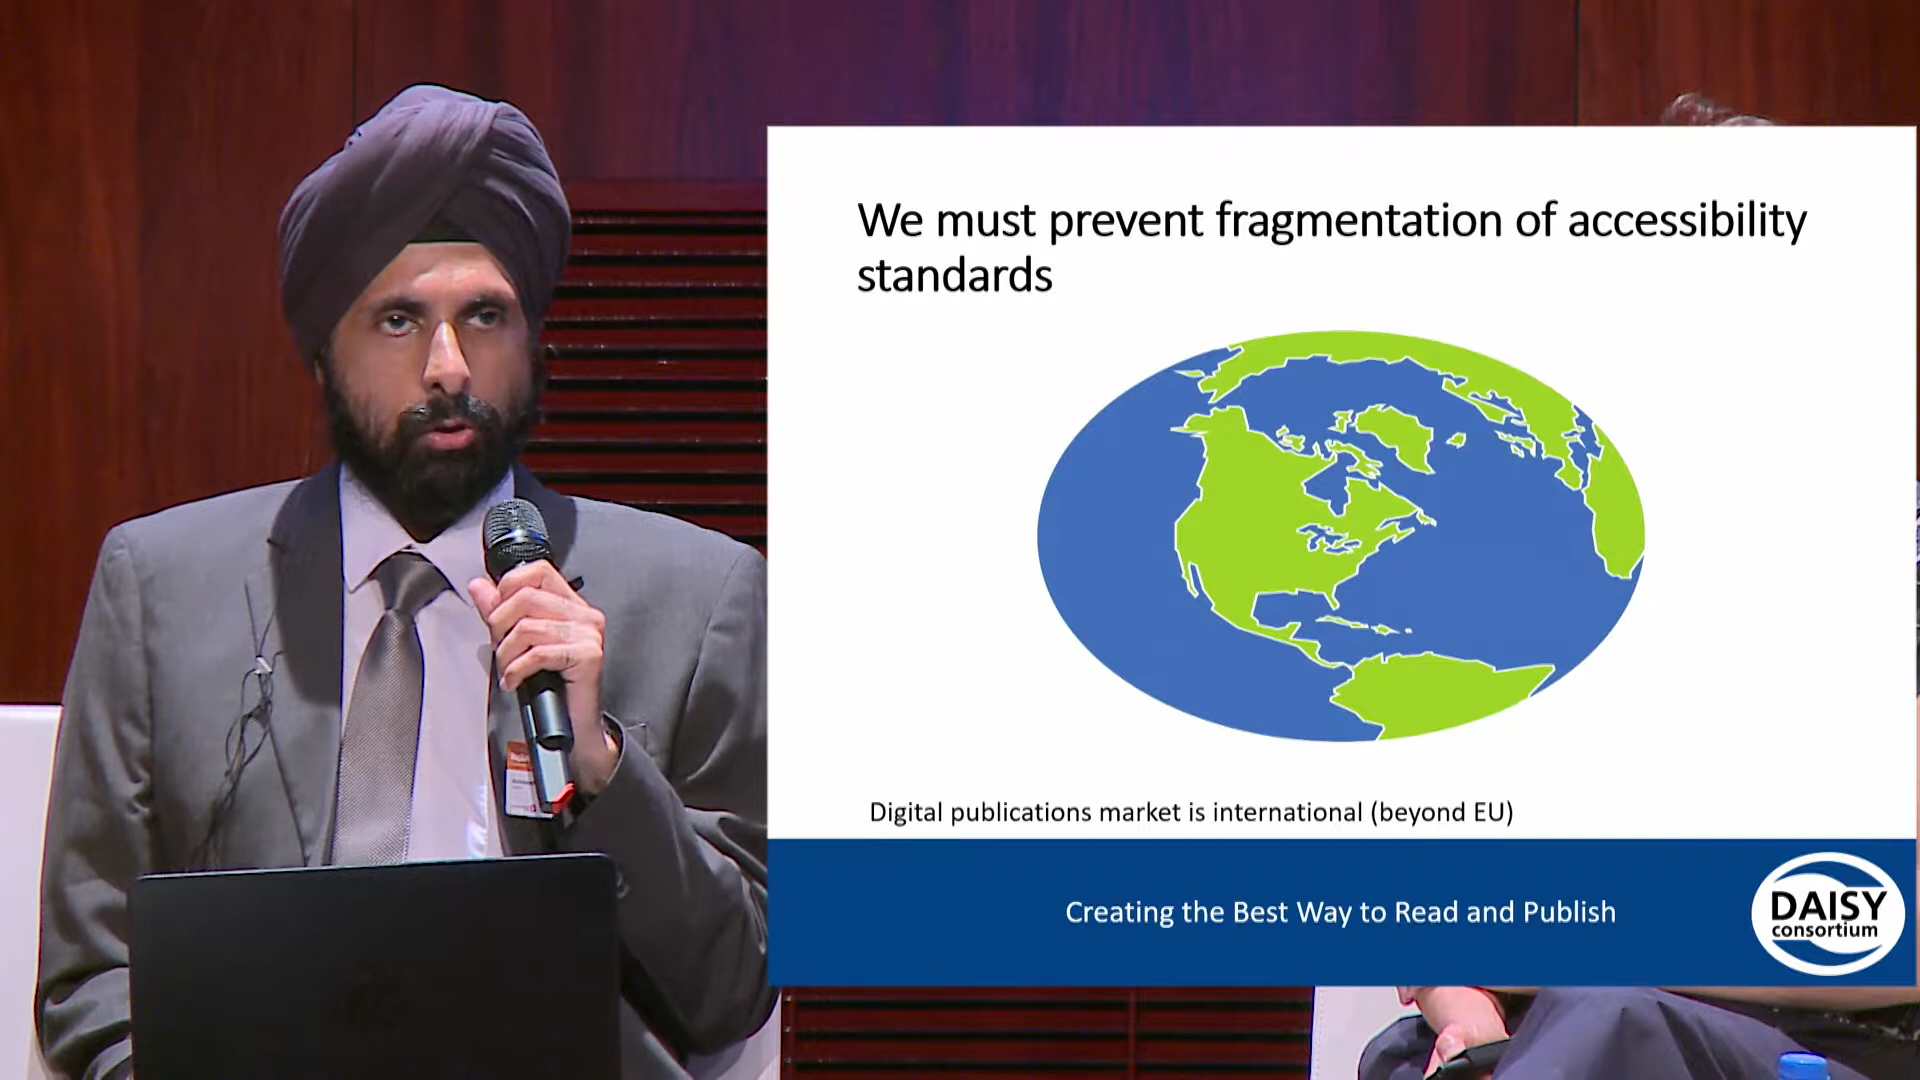 We must prevent fragmentation of accessibility
standards
Digital publications market is international (beyond EU)
Creating the Best Way to Read and Publish
DAISY
consortium